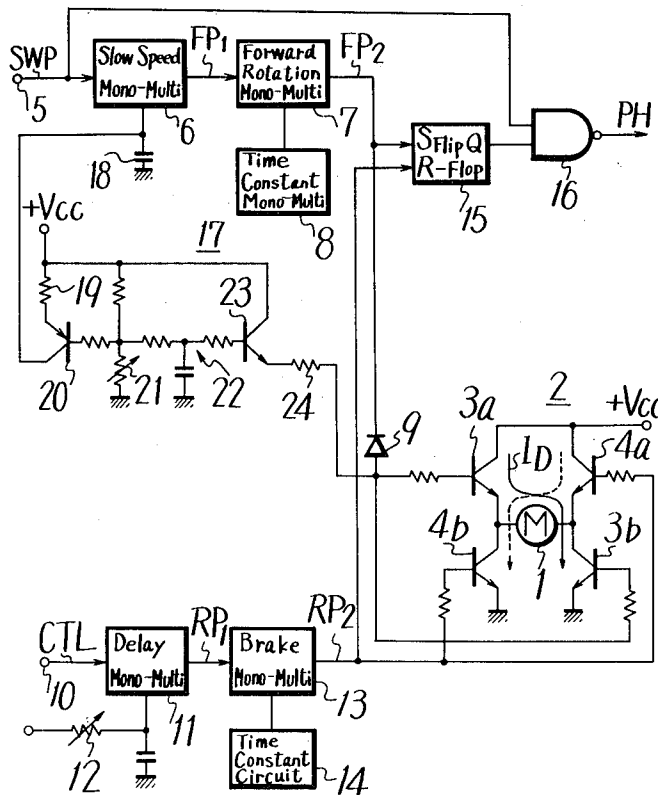 SWP
5
Slow Speed
Mono-Multi
6
FP1
Forward
Rotation
Mono-Multi
7
FP2
Time
Constant
Mono-Multi
8
S Flip Q
R-Flop
15
16
PH
18
+Vcc
17
19
20
21
22
23
24
9
2
+Vcc
3a
4a
ID
M
1
4b
3b
CTL
10
Delay
Mono-Multi
11
RP1
Brake
Mono-Multi
13
RP2
12
Time
Constant
Circuit
14